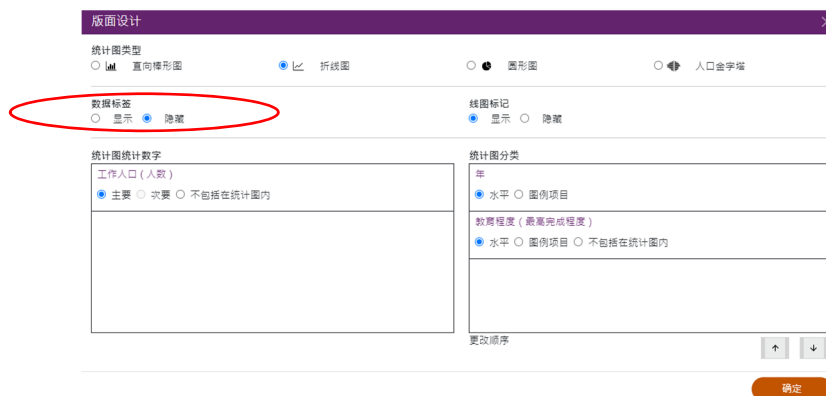 版面设计
统计图类型
直向棒形图 折线图 圆形图 人口金字塔
数据标签 线图标记
显示 隐藏 显示 隐藏
统计图统计数字
工作人口 ( 人数 )
主要 次要 不包括在统计图内
统计图分类
年
水平 图例项目
教育程度 ( 最高完成程度 )
水平 图例项目 不包括在统计图内
更改顺序
确定